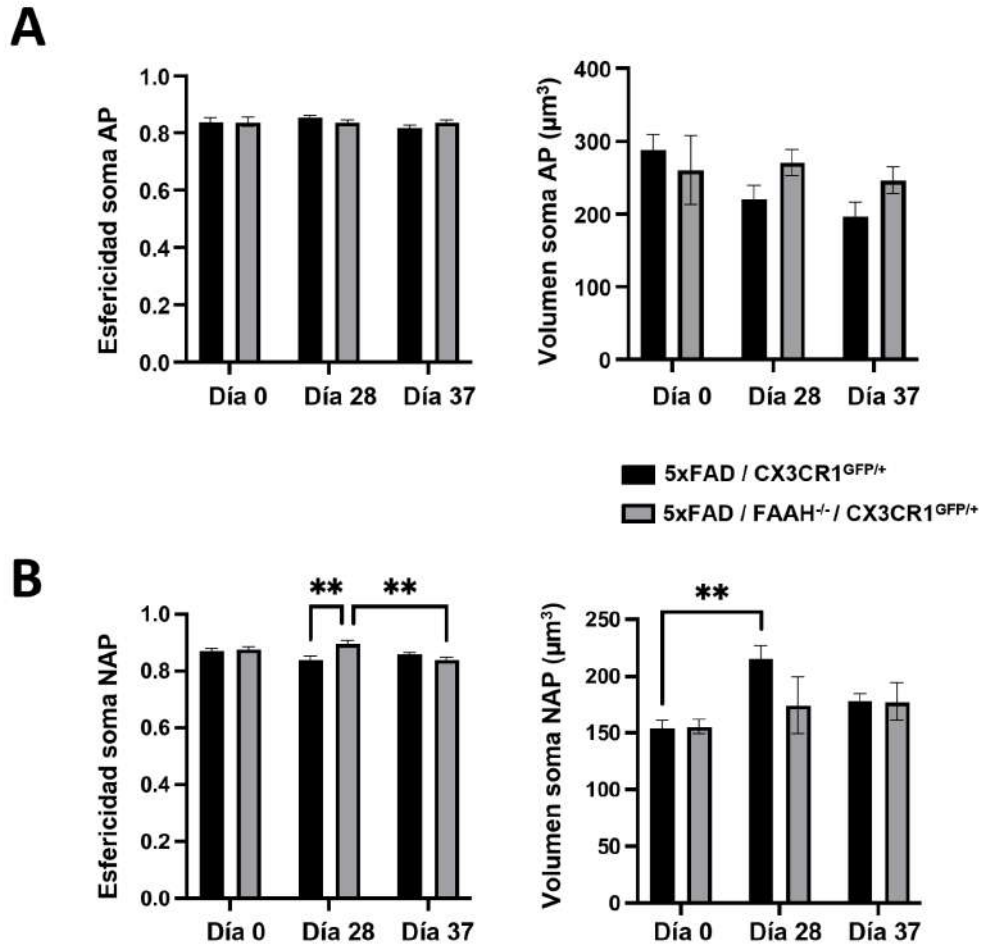 A
Esfericidad soma AP
1.0
0.8
0.6
0.4
0.2
0.0
Día 0 Día 28 Día 37
Volumen soma AP (µm³)
400
300
200
100
0
Día 0 Día 28 Día 37
5xFAD / CX3CR1^GFP/+
5xFAD / FAAH^-/- / CX3CR1^GFP/+
B
Esfericidad soma NAP
1.0
0.8
0.6
0.4
0.2
0.0
** **
Día 0 Día 28 Día 37
Volumen soma NAP (µm³)
250
200
150
100
50
0
**
Día 0 Día 28 Día 37